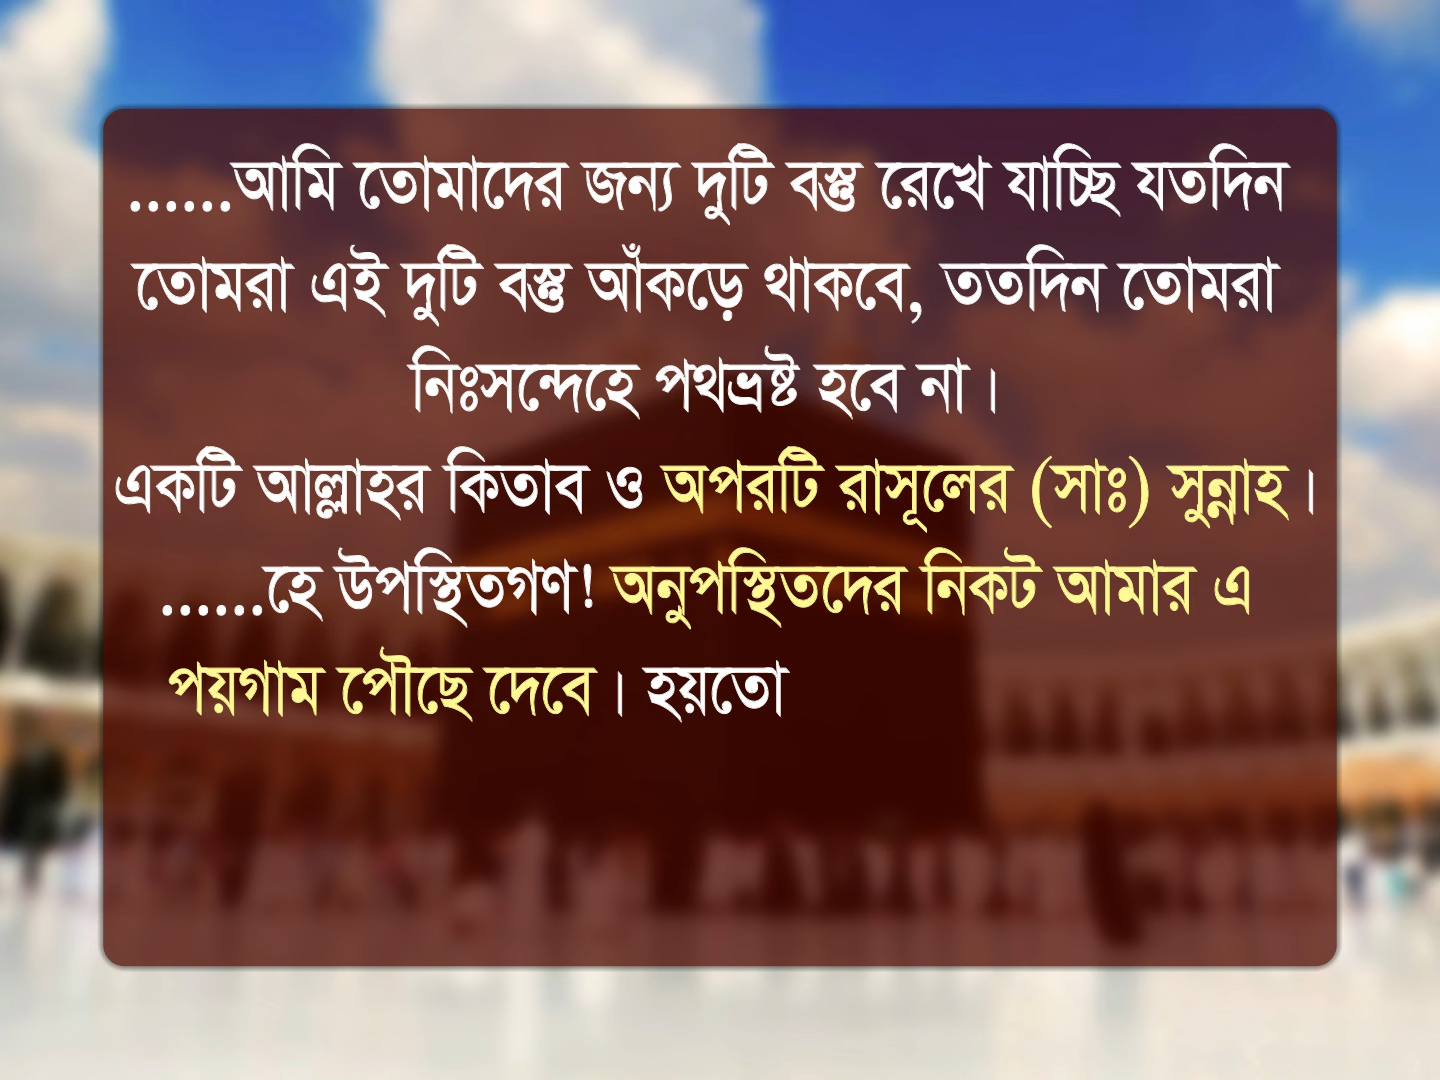 ......আমি তোমাদের জন্য দুটি বস্তু রেখে যাচ্ছি যতদিন
তোমরা এই দুটি বস্তু আঁকড়ে থাকবে, ততদিন তোমরা
নিঃসন্দেহে পথভ্রষ্ট হবে না।
একটি আল্লাহর কিতাব ও অপরটি রাসূলের (সাঃ) সুন্নাহ।
......হে উপস্থিতগণ! অনুপস্থিতদের নিকট আমার এ
পয়গাম পৌছে দেবে। হয়তো